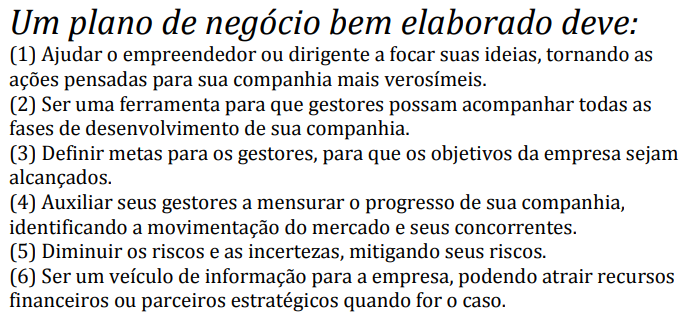 Um plano de negócio bem elaborado deve:
(1) Ajudar o empreendedor ou dirigente a focar suas ideias, tornando as
ações pensadas para sua companhia mais verosímeis.
(2) Ser uma ferramenta para que gestores possam acompanhar todas as
fases de desenvolvimento de sua companhia.
(3) Definir metas para os gestores, para que os objetivos da empresa sejam
alcançados.
(4) Auxiliar seus gestores a mensurar o progresso de sua companhia,
identificando a movimentação do mercado e seus concorrentes.
(5) Diminuir os riscos e as incertezas, mitigando seus riscos.
(6) Ser um veículo de informação para a empresa, podendo atrair recursos
financeiros ou parceiros estratégicos quando for o caso.